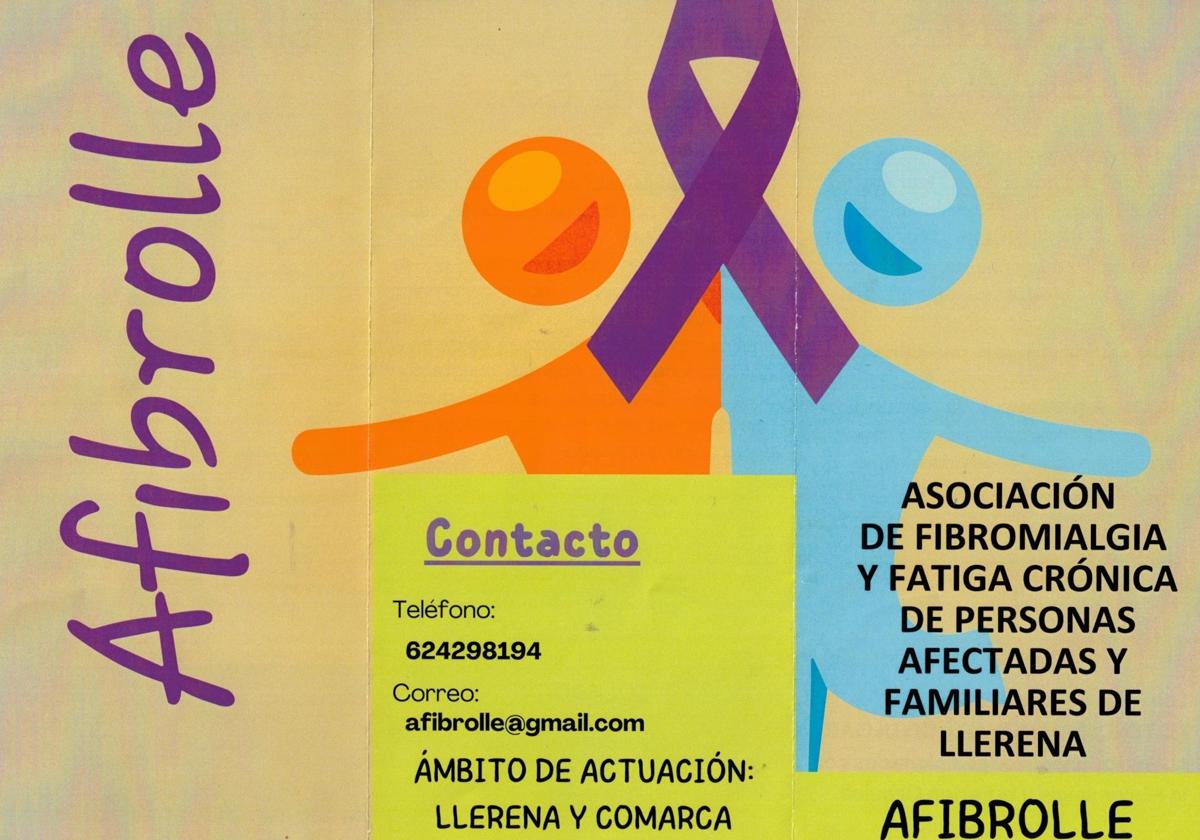 Afibrolle
Contacto
Teléfono:
624298194
Correo:
afibrolle@gmail.com
ÁMBITO DE ACTUACIÓN:
LLERENA Y COMARCA
ASOCIACIÓN
DE FIBROMIALGIA
Y FATIGA CRÓNICA
DE PERSONAS
AFECTADAS Y
FAMILIARES DE
LLERENA
AFIBROLLE